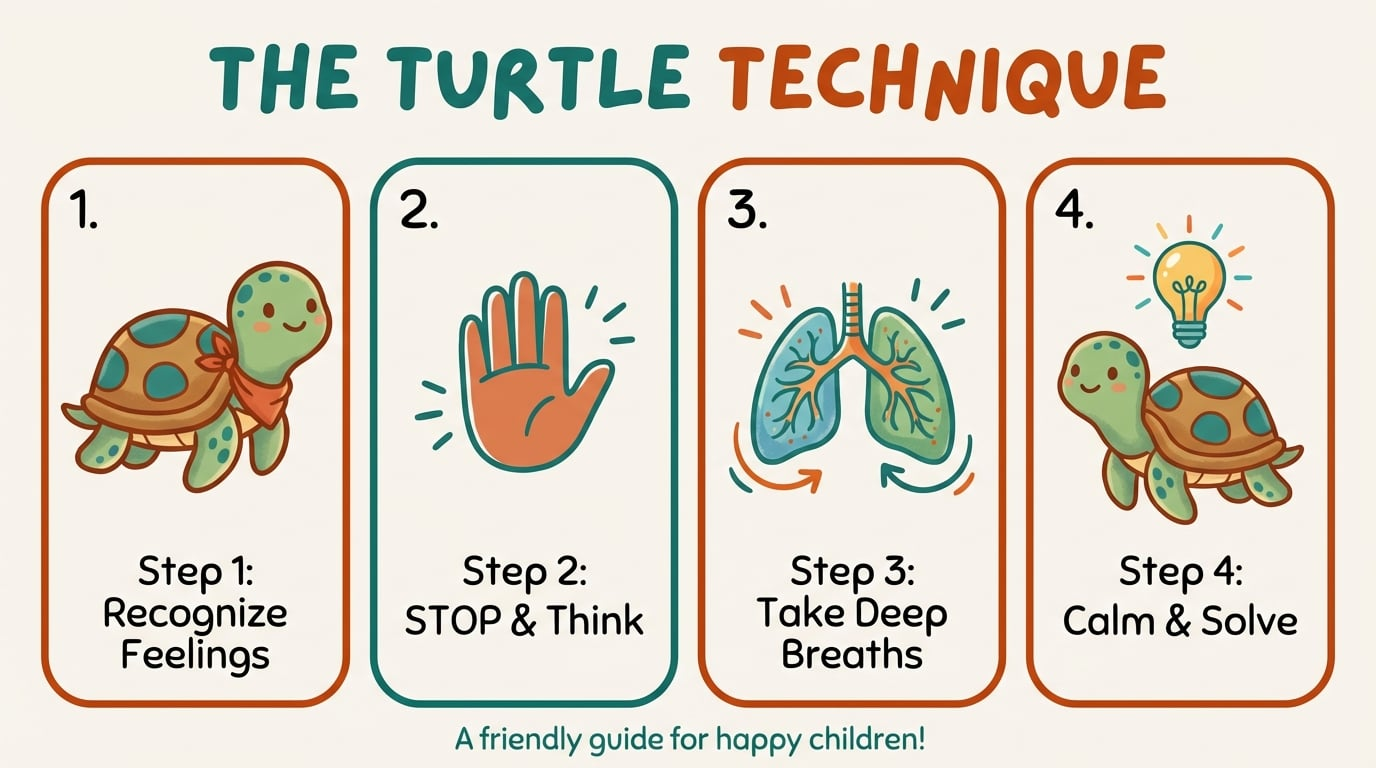 THE TURTLE TECHNIQUE
1.
Step 1:
Recognize
Feelings
2.
Step 2:
STOP & Think
3.
Step 3:
Take Deep
Breaths
4.
Step 4:
Calm & Solve
A friendly guide for happy children!